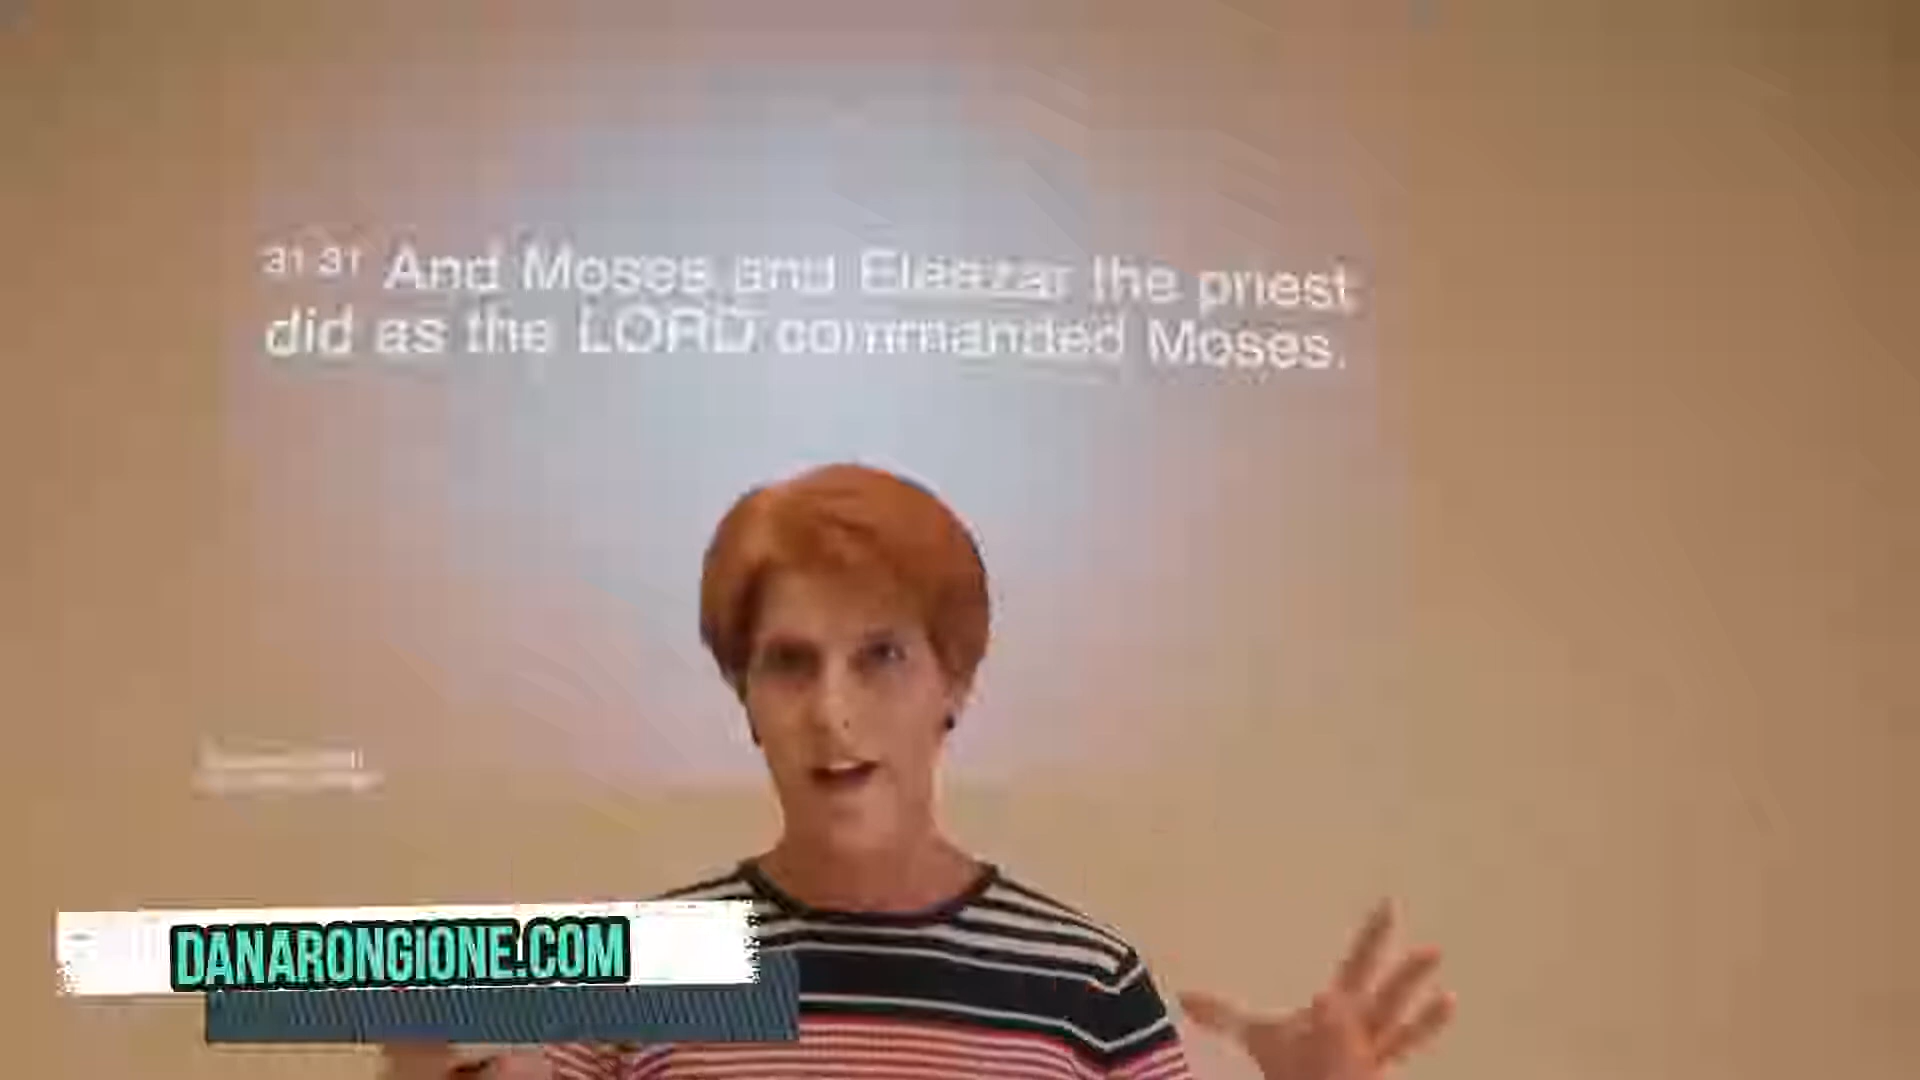 31 31 And Moses and Eleazar the priest
did as the LORD commanded Moses.
DANARONGIONE.COM